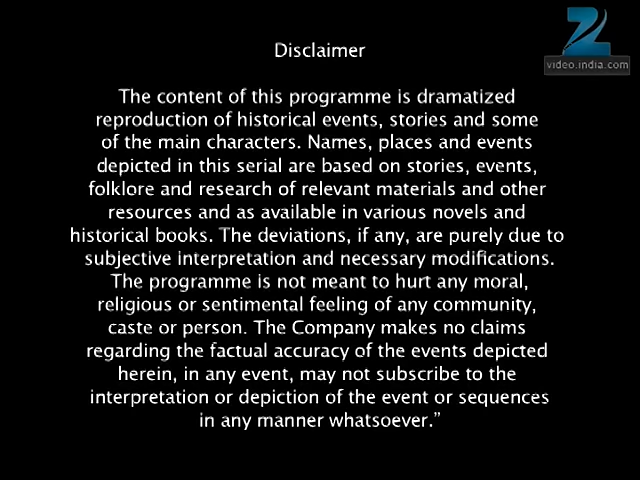 Disclaimer
video.india.com
The content of this programme is dramatized
reproduction of historical events, stories and some
of the main characters. Names, places and events
depicted in this serial are based on stories, events,
folklore and research of relevant materials and other
resources and as available in various novels and
historical books. The deviations, if any, are purely due to
subjective interpretation and necessary modifications.
The programme is not meant to hurt any moral,
religious or sentimental feeling of any community,
caste or person. The Company makes no claims
regarding the factual accuracy of the events depicted
herein, in any event, may not subscribe to the
interpretation or depiction of the event or sequences
in any manner whatsoever.”